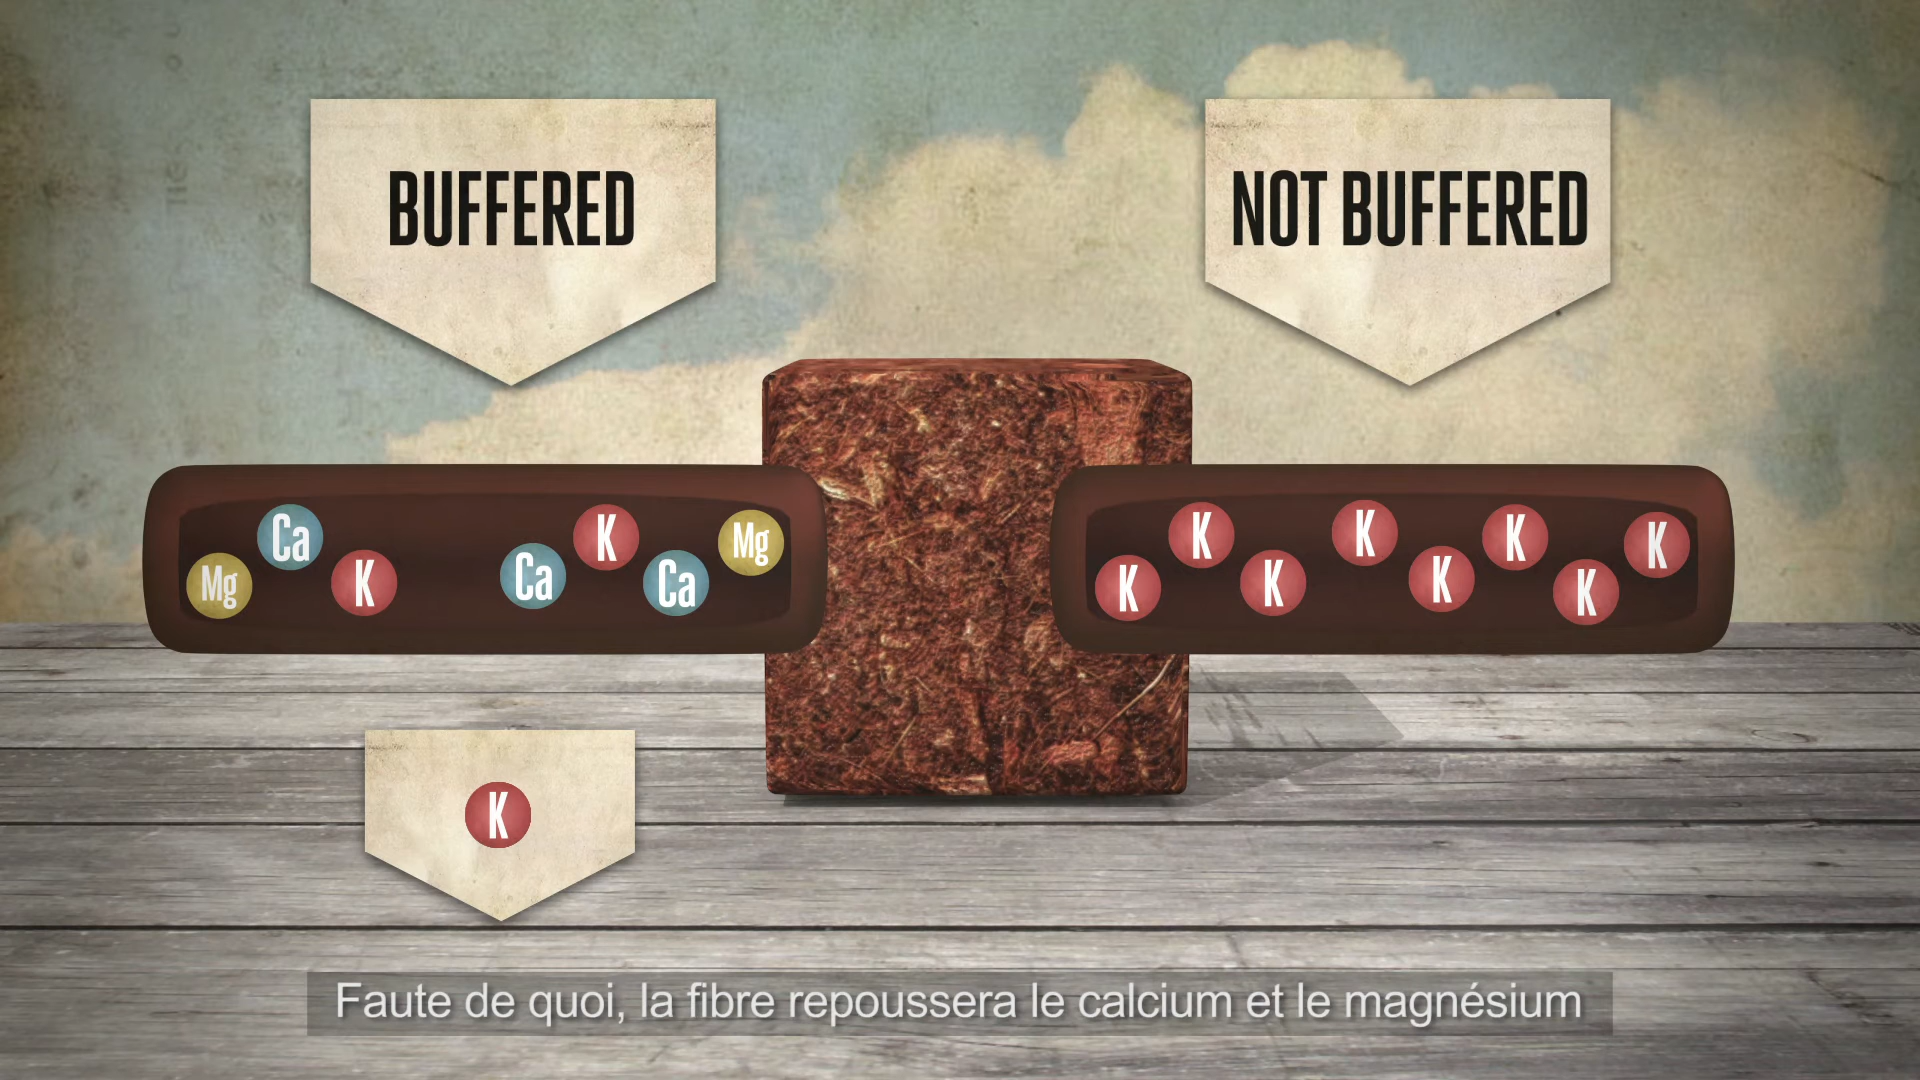 BUFFERED
NOT BUFFERED
Mg
Ca
K
Ca
K
Ca
Mg
K
K
K
K
K
K
K
K
K
Faute de quoi, la fibre repoussera le calcium et le magnésium